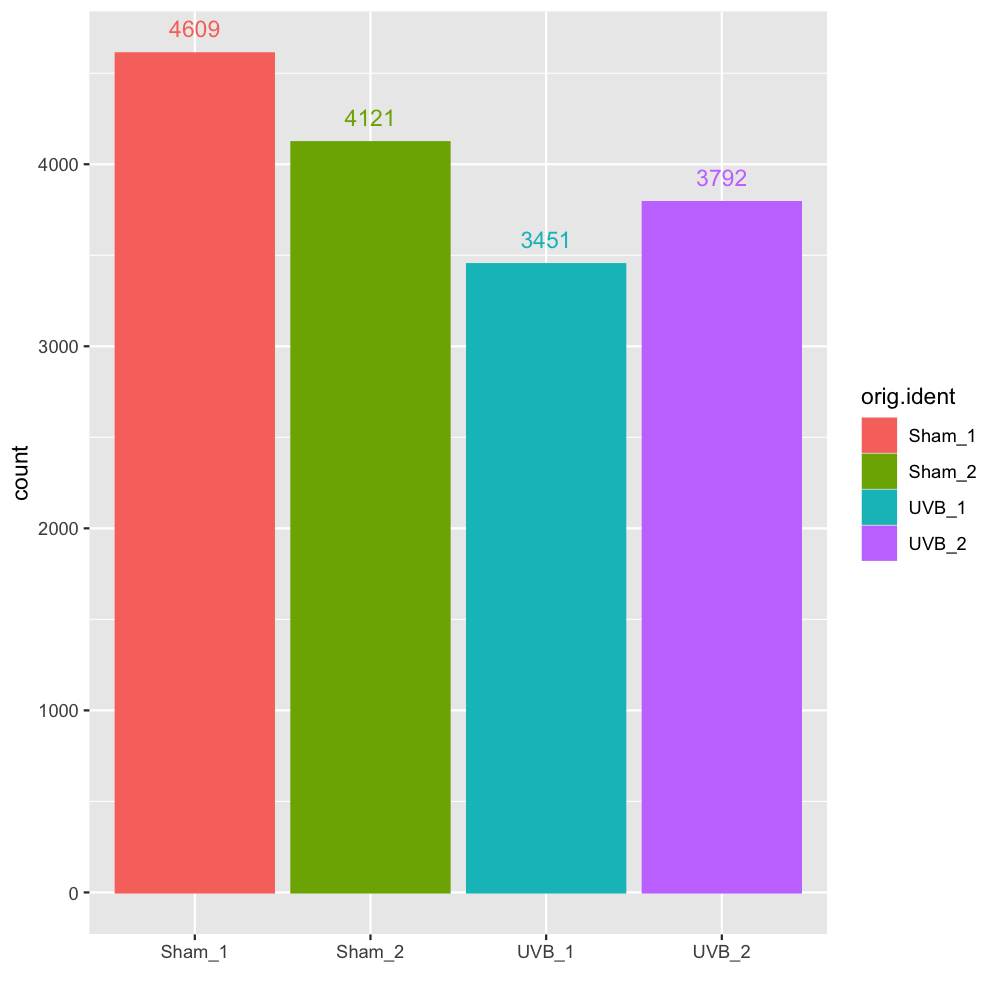 4609
4121
3451
3792
4000
3000
2000
1000
0
count
Sham_1
Sham_2
UVB_1
UVB_2
orig.ident
Sham_1
Sham_2
UVB_1
UVB_2